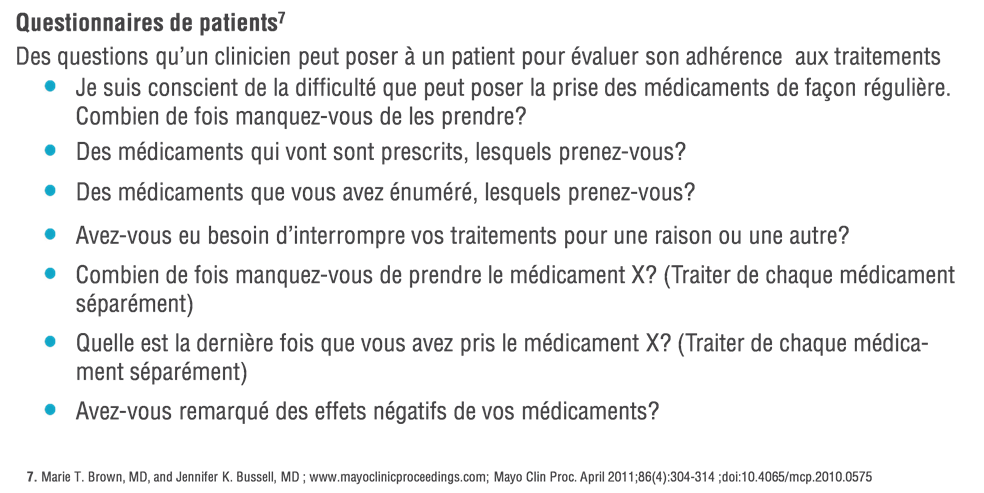 Questionnaires de patients7
Des questions qu'un clinicien peut poser à un patient pour évaluer son adhérence  aux traitements
• Je suis conscient de la difficulté que peut poser la prise des médicaments de façon régulière.
Combien de fois manquez-vous de les prendre?
• Des médicaments qui vont sont prescrits, lesquels prenez-vous?
• Des médicaments que vous avez énuméré, lesquels prenez-vous?
• Avez-vous eu besoin d'interrompre vos traitements pour une raison ou une autre?
• Combien de fois manquez-vous de prendre le médicament X? (Traiter de chaque médicament
séparément)
• Quelle est la dernière fois que vous avez pris le médicament X? (Traiter de chaque médica-
ment séparément)
• Avez-vous remarqué des effets négatifs de vos médicaments?
7. Marie T. Brown, MD, and Jennifer K. Bussell, MD ; www.mayoclinicproceedings.com; Mayo Clin Proc. April 2011;86(4):304-314 ;doi:10.4065/mcp.2010.0575